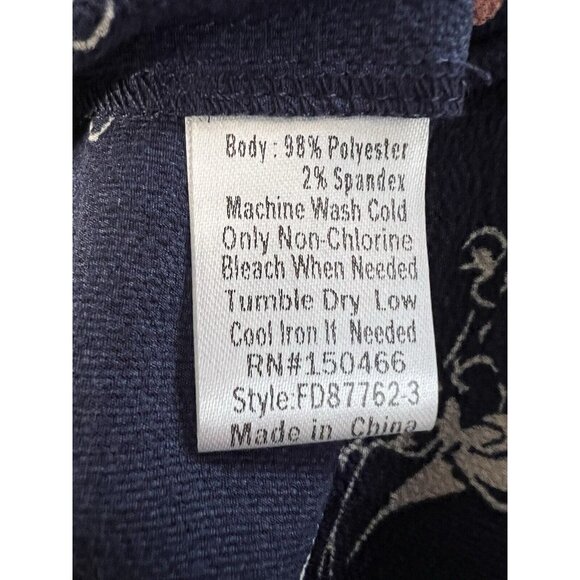 Body : 98% Polyester
2% Spandex
Machine Wash Cold
Only Non-Chlorine
Bleach When Needed
Tumble Dry Low
Cool Iron If Needed
RN#150466
Style:FD87762-3
Made in China